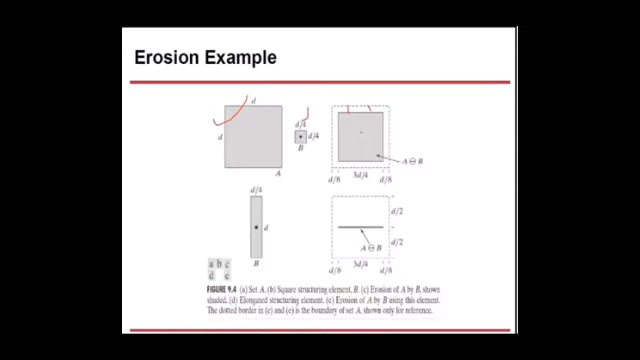 Erosion Example
d
d
A
d/4
d/4
B
A ⊖ B
d/8
3d/4
d/8
d/4
d
B
d/2
d/2
A ⊖ B
d/8
3d/4
d/8
a b c
d e
FIGURE 9.4 (a) Set A. (b) Square structuring element, B. (c) Erosion of A by B, shown
shaded. (d) Elongated structuring element. (e) Erosion of A by B using this element.
The dotted border in (c) and (e) is the boundary of set A, shown only for reference.